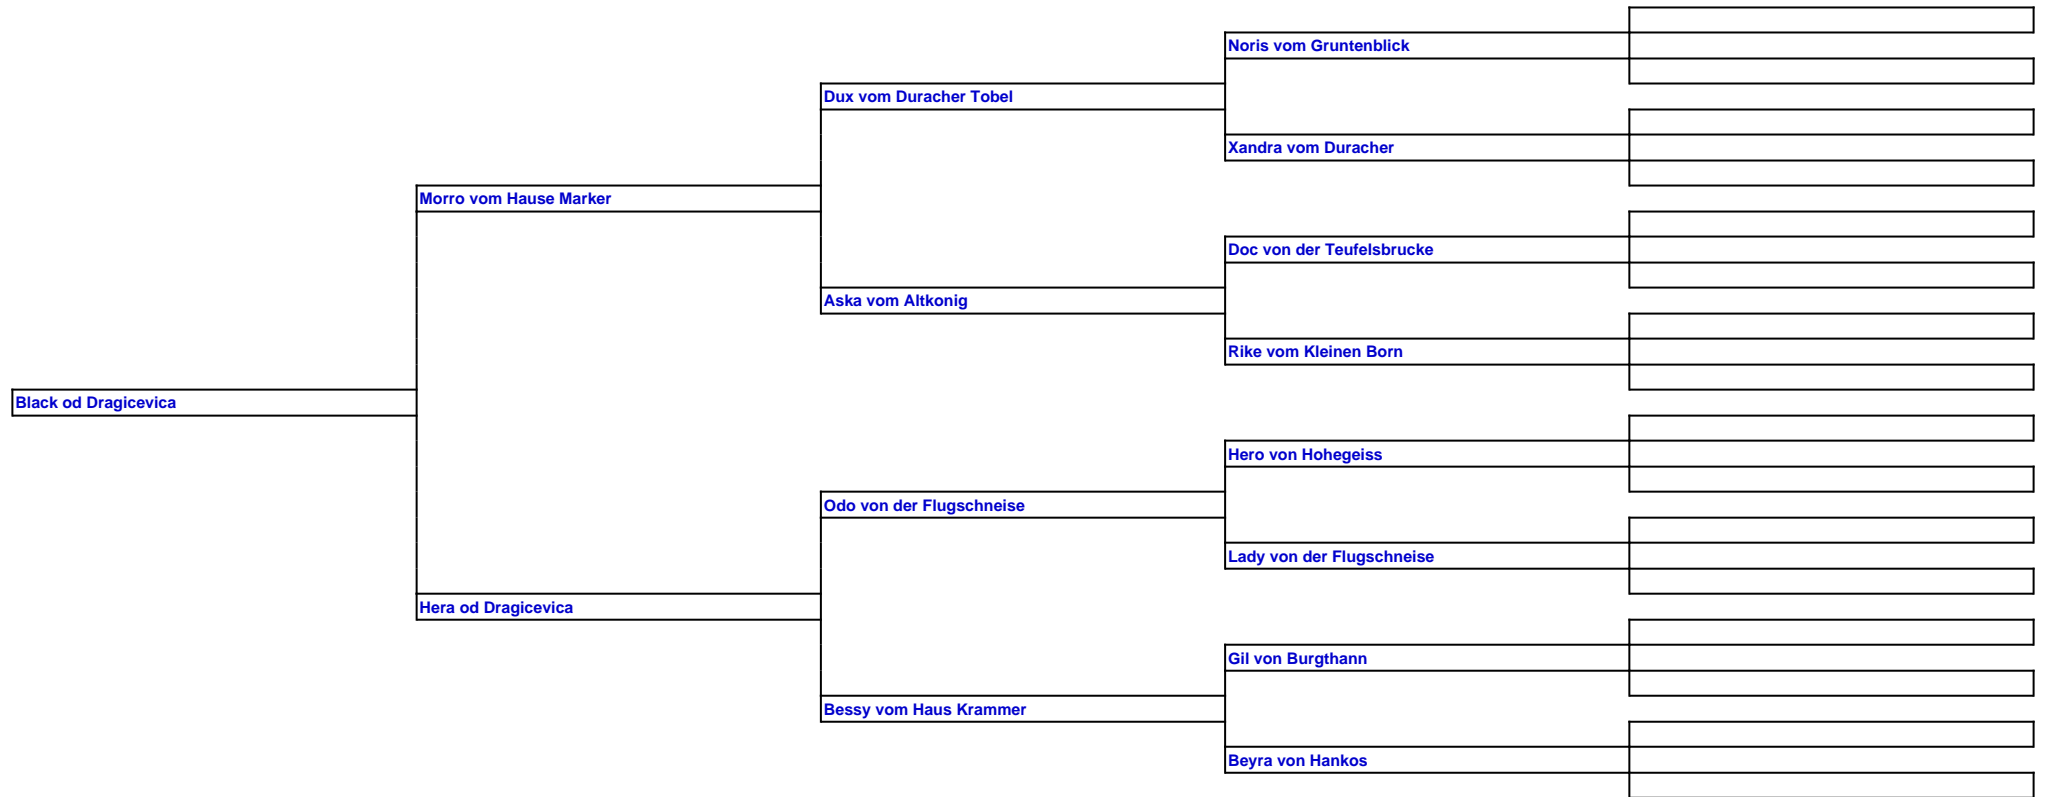 Noris vom Gruntenblick
Dux vom Duracher Tobel
Xandra vom Duracher
Morro vom Hause Marker
Doc von der Teufelsbrucke
Aska vom Altkonig
Rike vom Kleinen Born
Black od Dragicevica
Hero von Hohegeiss
Odo von der Flugschneise
Lady von der Flugschneise
Hera od Dragicevica
Gil von Burgthann
Bessy vom Haus Krammer
Beyra von Hankos